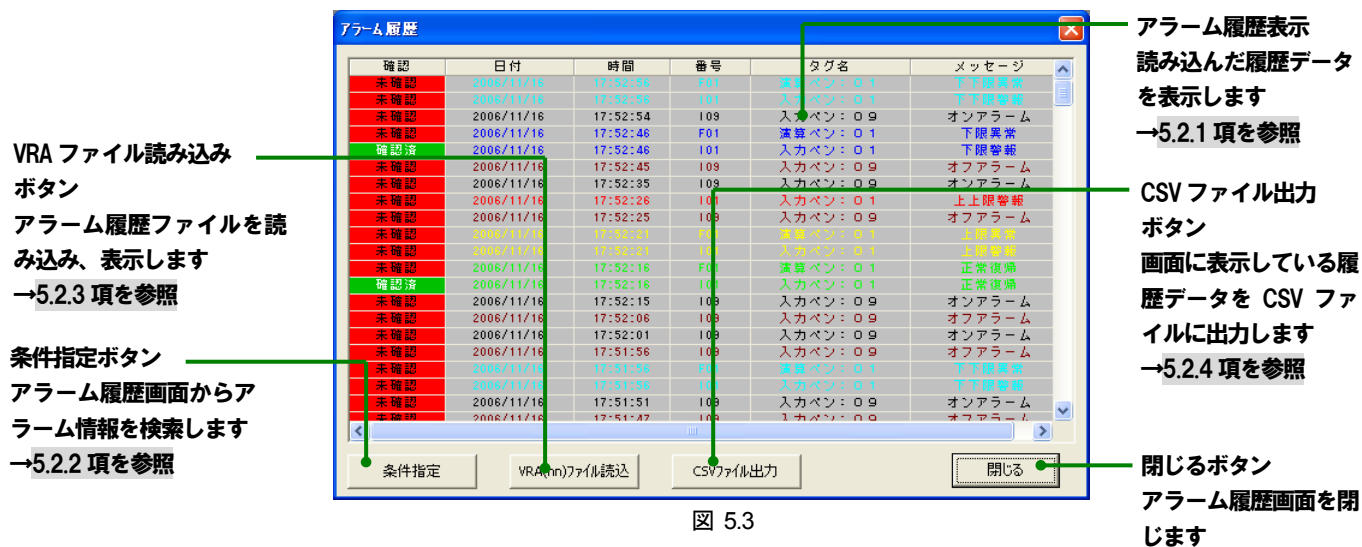 アラーム履歴
確認 日付 時間 番号 タグ名 メッセージ
未確認 2006/11/16 17:52:56 F01 演算ペン：０１ 下下限異常
未確認 2006/11/16 17:52:56 I01 入力ペン：０１ 下下限警報
未確認 2006/11/16 17:52:54 I09 入力ペン：０９ オンアラーム
未確認 2006/11/16 17:52:46 F01 演算ペン：０１ 下限異常
確認済 2006/11/16 17:52:46 I01 入力ペン：０１ 下限警報
未確認 2006/11/16 17:52:45 I09 入力ペン：０９ オフアラーム
未確認 2006/11/16 17:52:35 I09 入力ペン：０９ オンアラーム
未確認 2006/11/16 17:52:26 I01 入力ペン：０１ 上上限警報
未確認 2006/11/16 17:52:25 I09 入力ペン：０９ オフアラーム
未確認 2006/11/16 17:52:21 F01 演算ペン：０１ 上限異常
未確認 2006/11/16 17:52:21 I01 入力ペン：０１ 上限警報
未確認 2006/11/16 17:52:16 F01 演算ペン：０１ 正常復帰
確認済 2006/11/16 17:52:16 I01 入力ペン：０１ 正常復帰
未確認 2006/11/16 17:52:15 I09 入力ペン：０９ オンアラーム
未確認 2006/11/16 17:52:06 I09 入力ペン：０９ オフアラーム
未確認 2006/11/16 17:52:01 I09 入力ペン：０９ オンアラーム
未確認 2006/11/16 17:51:56 I09 入力ペン：０９ オフアラーム
未確認 2006/11/16 17:51:56 F01 演算ペン：０１ 下下限異常
未確認 2006/11/16 17:51:56 I01 入力ペン：０１ 下下限警報
未確認 2006/11/16 17:51:51 I09 入力ペン：０９ オンアラーム
未確認 2006/11/16 17:51:47 I09 入力ペン：０９ オフアラーム
条件指定 VRA(hn)ファイル読込 CSVファイル出力 閉じる
VRA ファイル読み込み
ボタン
アラーム履歴ファイルを読
み込み、表示します
→5.2.3 項を参照
条件指定ボタン
アラーム履歴画面からア
ラーム情報を検索します
→5.2.2 項を参照
アラーム履歴表示
読み込んだ履歴データ
を表示します
→5.2.1 項を参照
CSV ファイル出力
ボタン
画面に表示している履
歴データを CSV ファ
イルに出力します
→5.2.4 項を参照
閉じるボタン
アラーム履歴画面を閉
じます
図 5.3